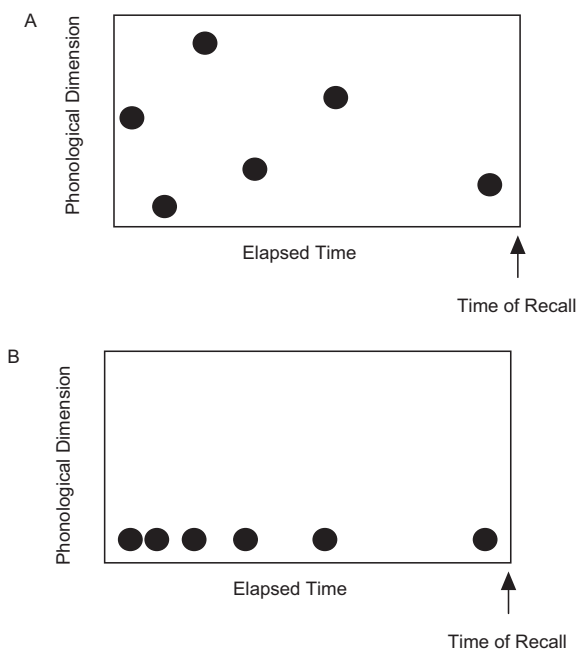 A
Phonological Dimension
Elapsed Time
Time of Recall
B
Phonological Dimension
Elapsed Time
Time of Recall